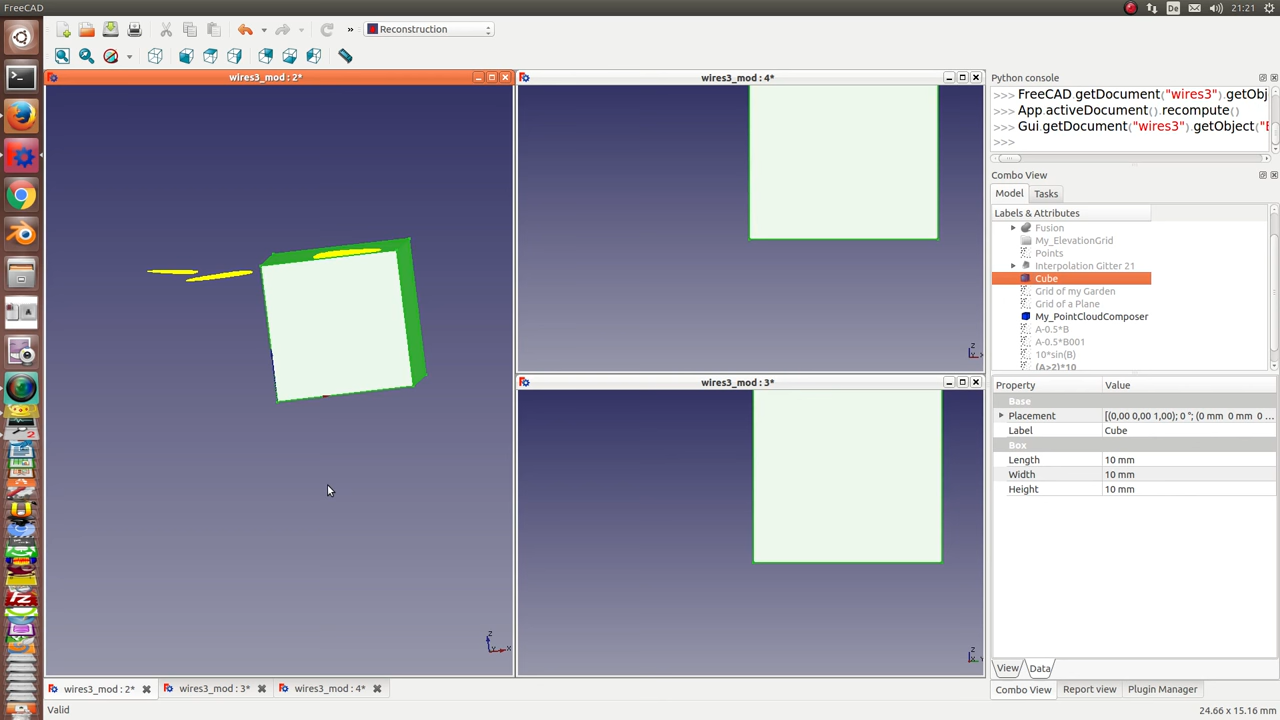 FreeCAD
De
21:21
Reconstruction
wires3_mod : 2*
wires3_mod : 4*
wires3_mod : 3*
Python console
>>> FreeCAD.getDocument("wires3").getObj
>>> App.activeDocument().recompute()
>>> Gui.getDocument("wires3").getObject("E
>>>
Combo View
Model
Tasks
Labels & Attributes
Fusion
My_ElevationGrid
Points
Interpolation Gitter 21
Cube
Grid of my Garden
Grid of a Plane
My_PointCloudComposer
A-0.5*B
A-0.5*B001
10*sin(B)
(A>2)*10
Property Value
Base
Placement [(0,00 0,00 1,00); 0 °; (0 mm 0 mm 0 ...
Label Cube
Box
Length 10 mm
Width 10 mm
Height 10 mm
View
Data
wires3_mod : 2*
wires3_mod : 3*
wires3_mod : 4*
Combo View
Report view
Plugin Manager
Valid
24.66 x 15.16 mm